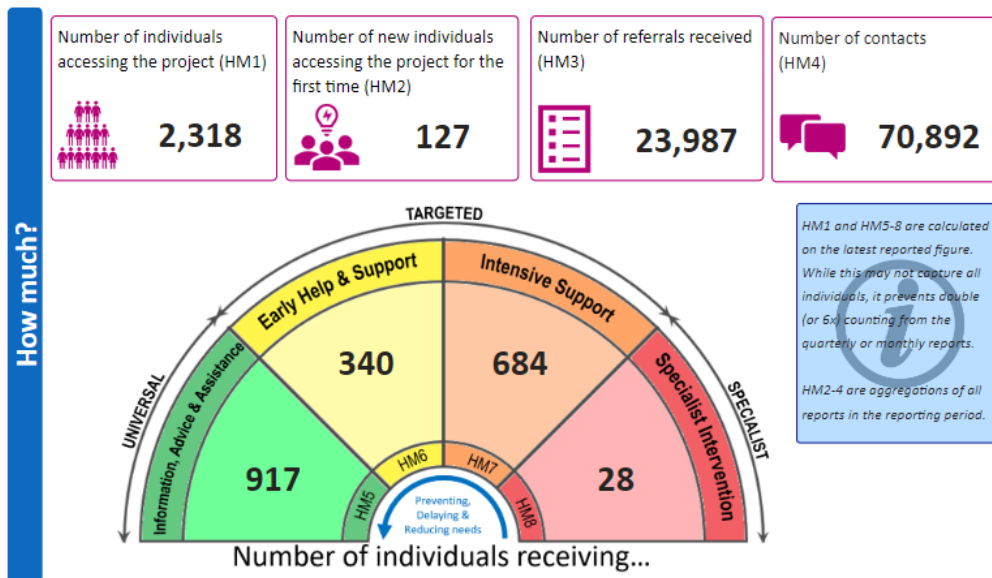 How much?
Number of individuals
accessing the project (HM1)
2,318
Number of new individuals
accessing the project for the
first time (HM2)
127
Number of referrals received
(HM3)
23,987
Number of contacts
(HM4)
70,892
TARGETED
UNIVERSAL
SPECIALIST
Information, Advice & Assistance
Early Help & Support
Intensive Support
Specialist Intervention
917
340
684
28
HM5
HM6
HM7
HM8
Preventing,
Delaying &
Reducing needs
Number of individuals receiving...
HM1 and HM5-8 are calculated
on the latest reported figure.
While this may not capture all
individuals, it prevents double
(or 6x) counting from the
quarterly or monthly reports.
HM2-4 are aggregations of all
reports in the reporting period.